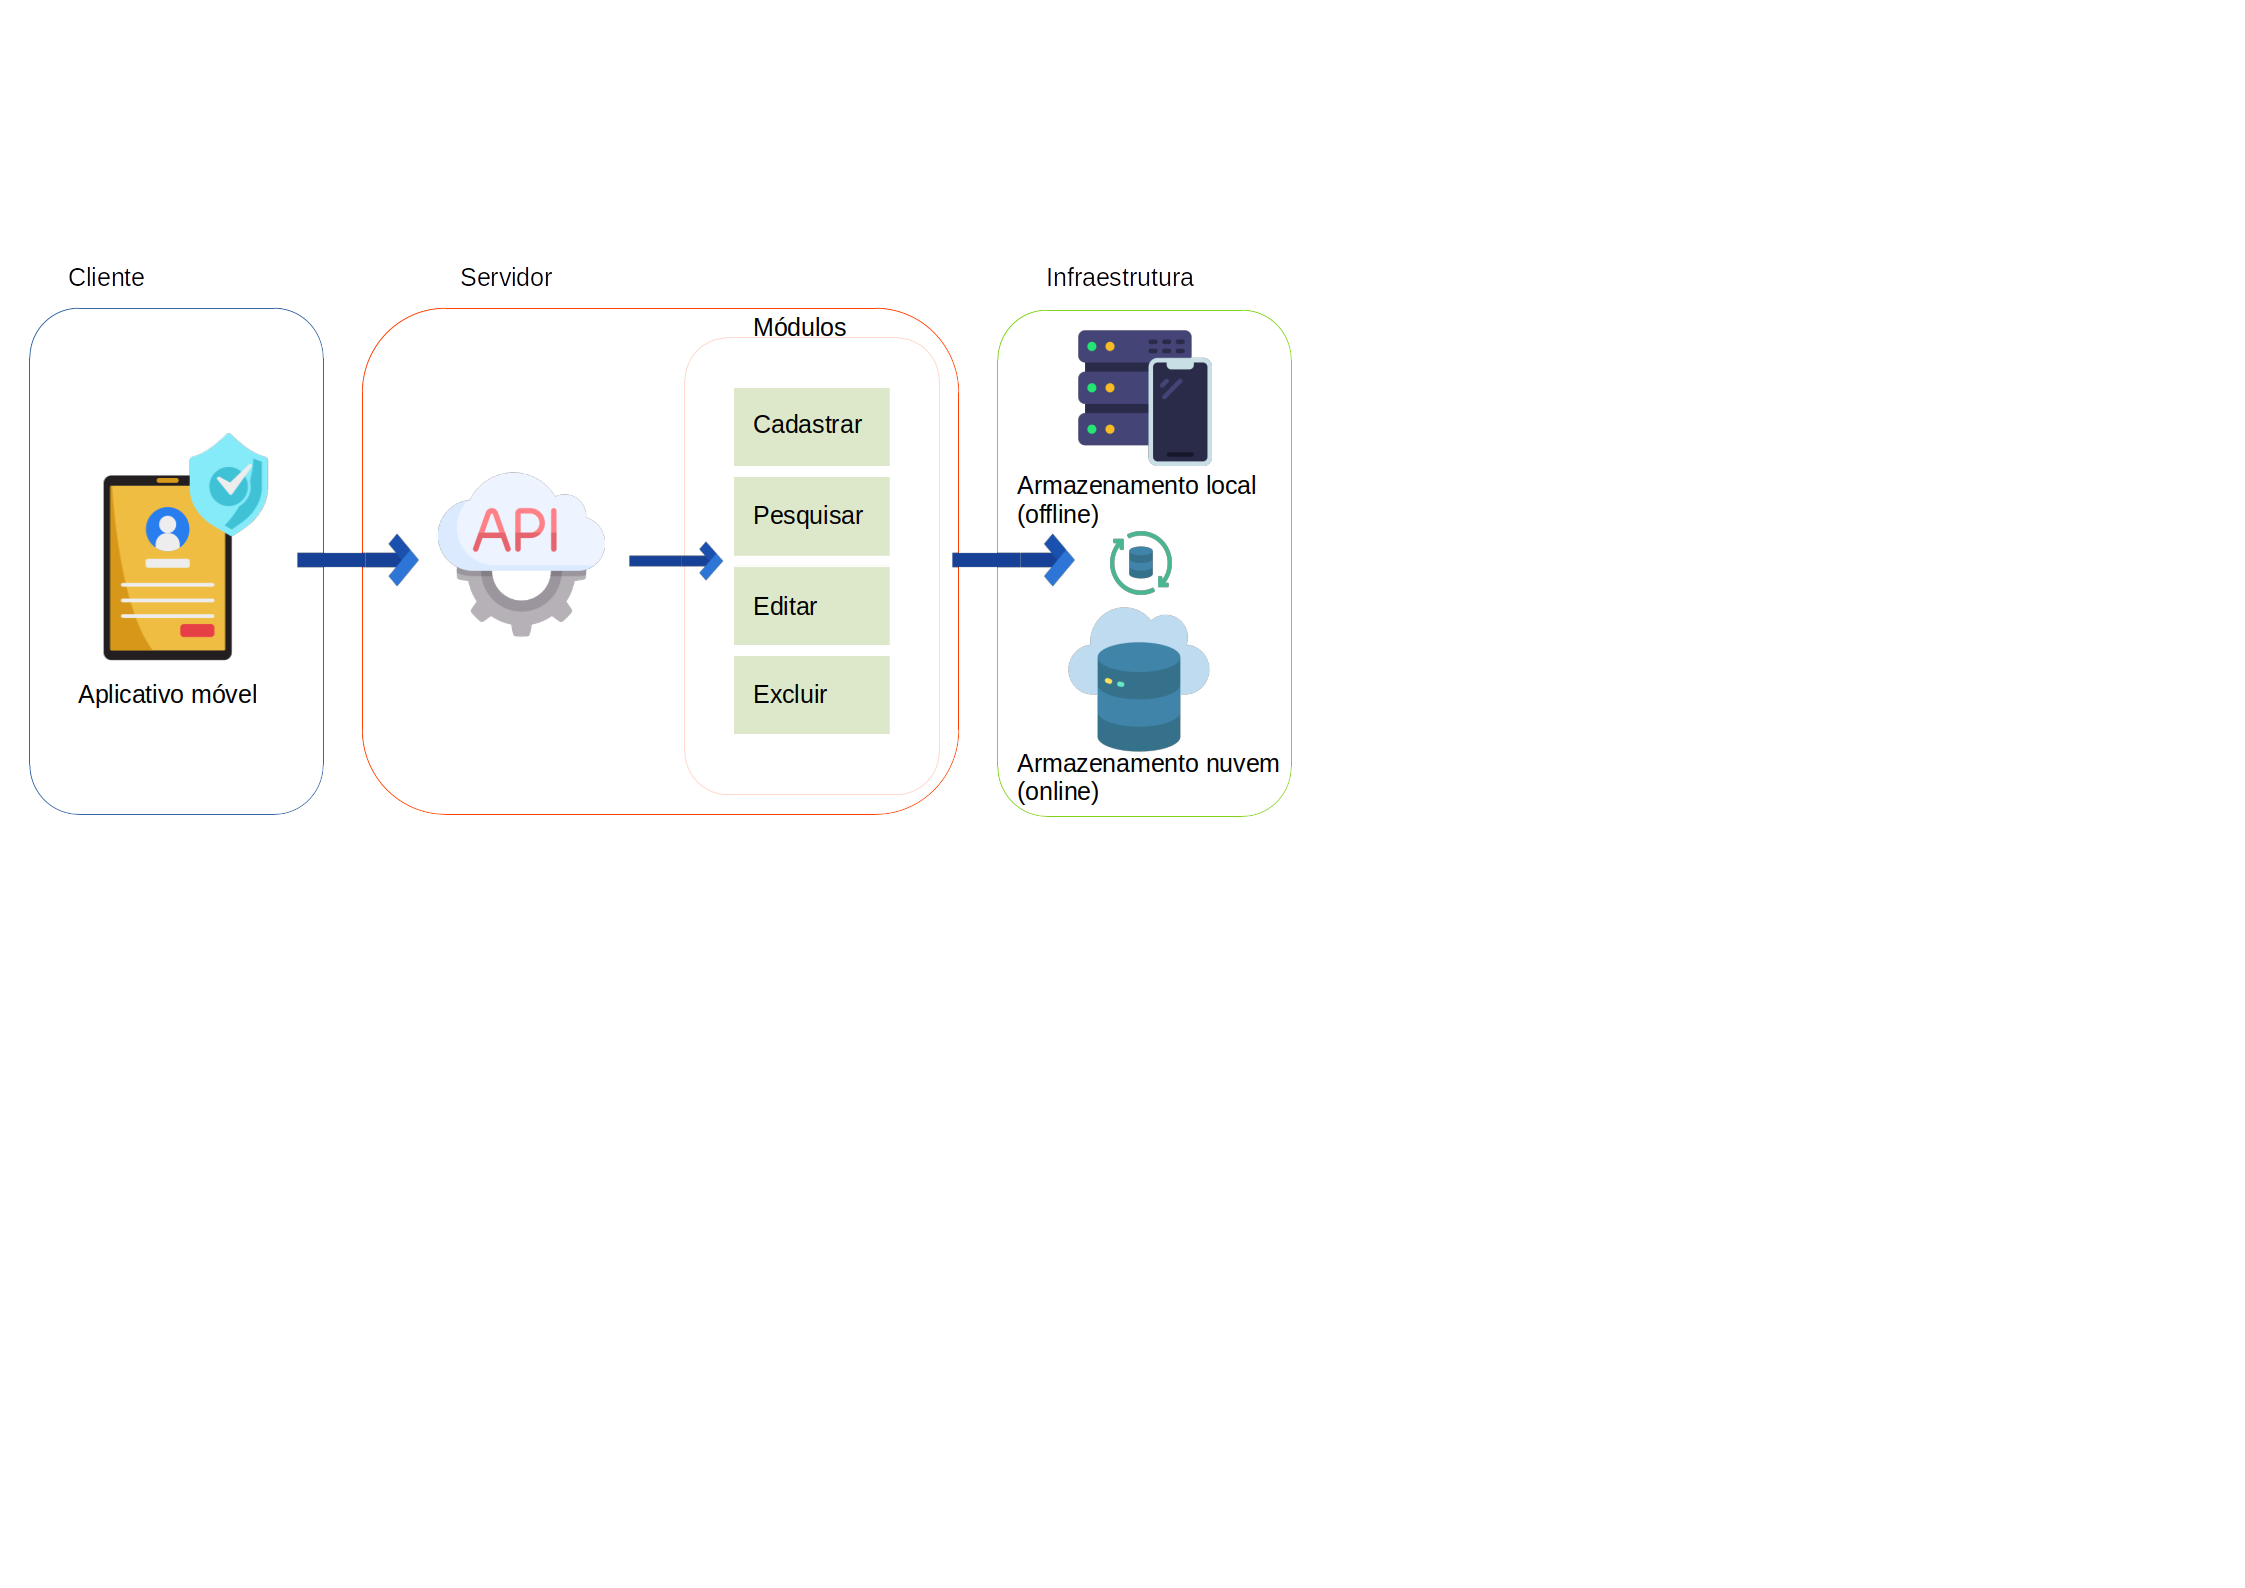 Cliente
Servidor
Infraestrutura
Módulos
Aplicativo móvel
API
Cadastrar
Pesquisar
Editar
Excluir
Armazenamento local
(offline)
Armazenamento nuvem
(online)